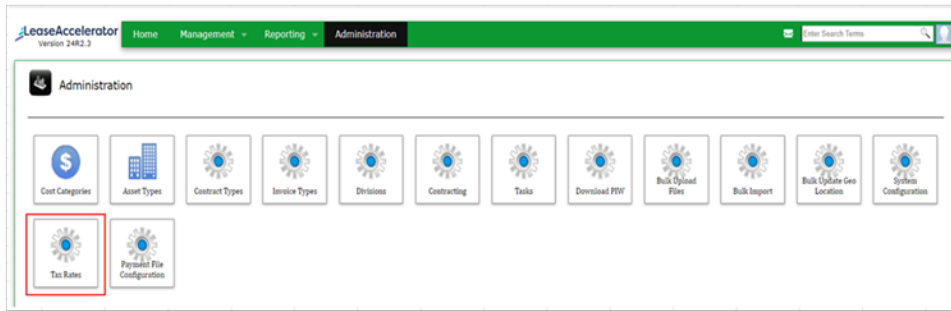 LeaseAccelerator
Version 24R2.3
Home Management Reporting Administration
Enter Search Terms
Administration
Cost Categories
Asset Types
Contract Types
Invoice Types
Divisions
Contracting
Tasks
Download PIW
Bulk Upload
Files
Bulk Import
Bulk Update Geo
Location
System
Configuration
Tax Rates
Payment File
Configuration